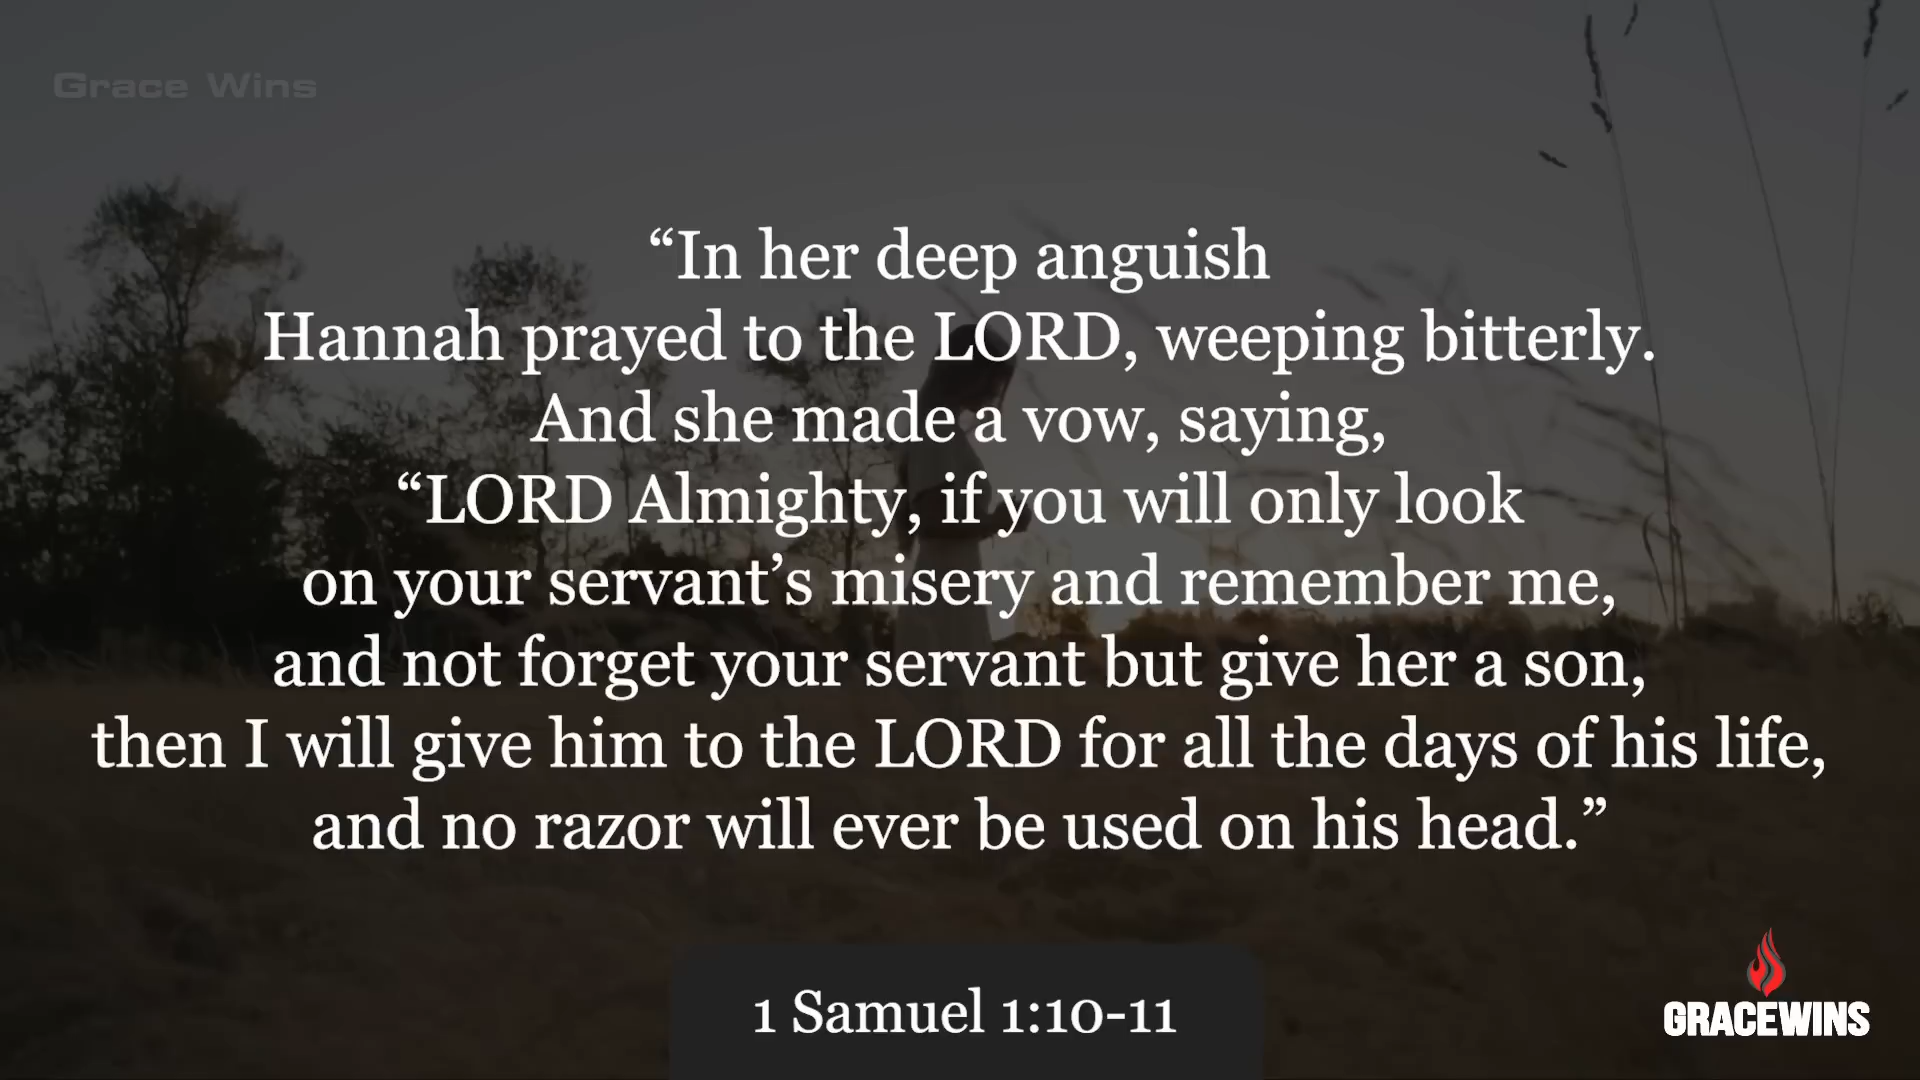 Grace Wins
“In her deep anguish
Hannah prayed to the LORD, weeping bitterly.
And she made a vow, saying,
“LORD Almighty, if you will only look
on your servant’s misery and remember me,
and not forget your servant but give her a son,
then I will give him to the LORD for all the days of his life,
and no razor will ever be used on his head.”
1 Samuel 1:10-11
GRACEWINS